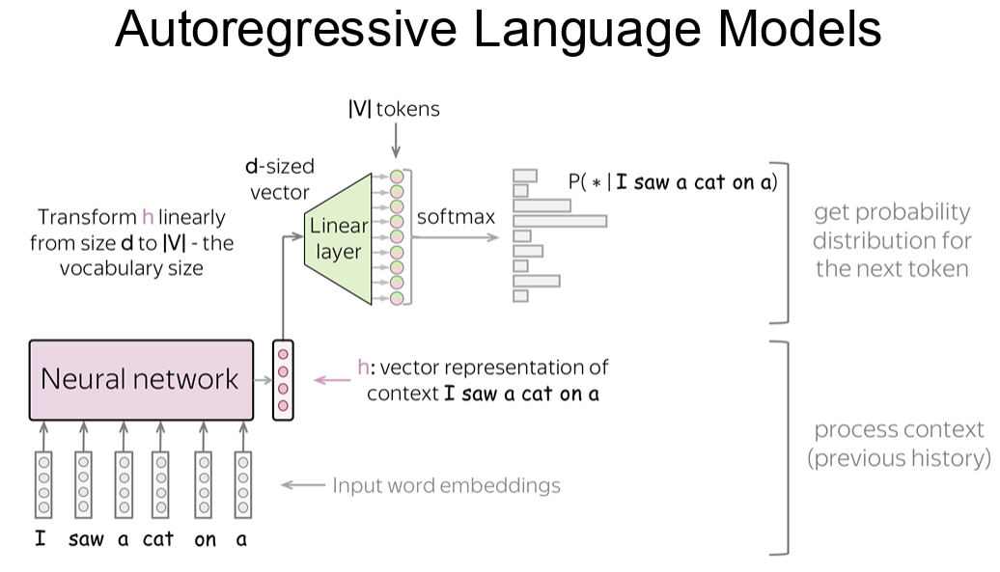 Autoregressive Language Models
|V| tokens
d-sized
vector
Transform h linearly
from size d to |V| - the
vocabulary size
Linear
layer
softmax
P( * | I saw a cat on a)
get probability
distribution for
the next token
Neural network
h: vector representation of
context I saw a cat on a
process context
(previous history)
Input word embeddings
I saw a cat on a